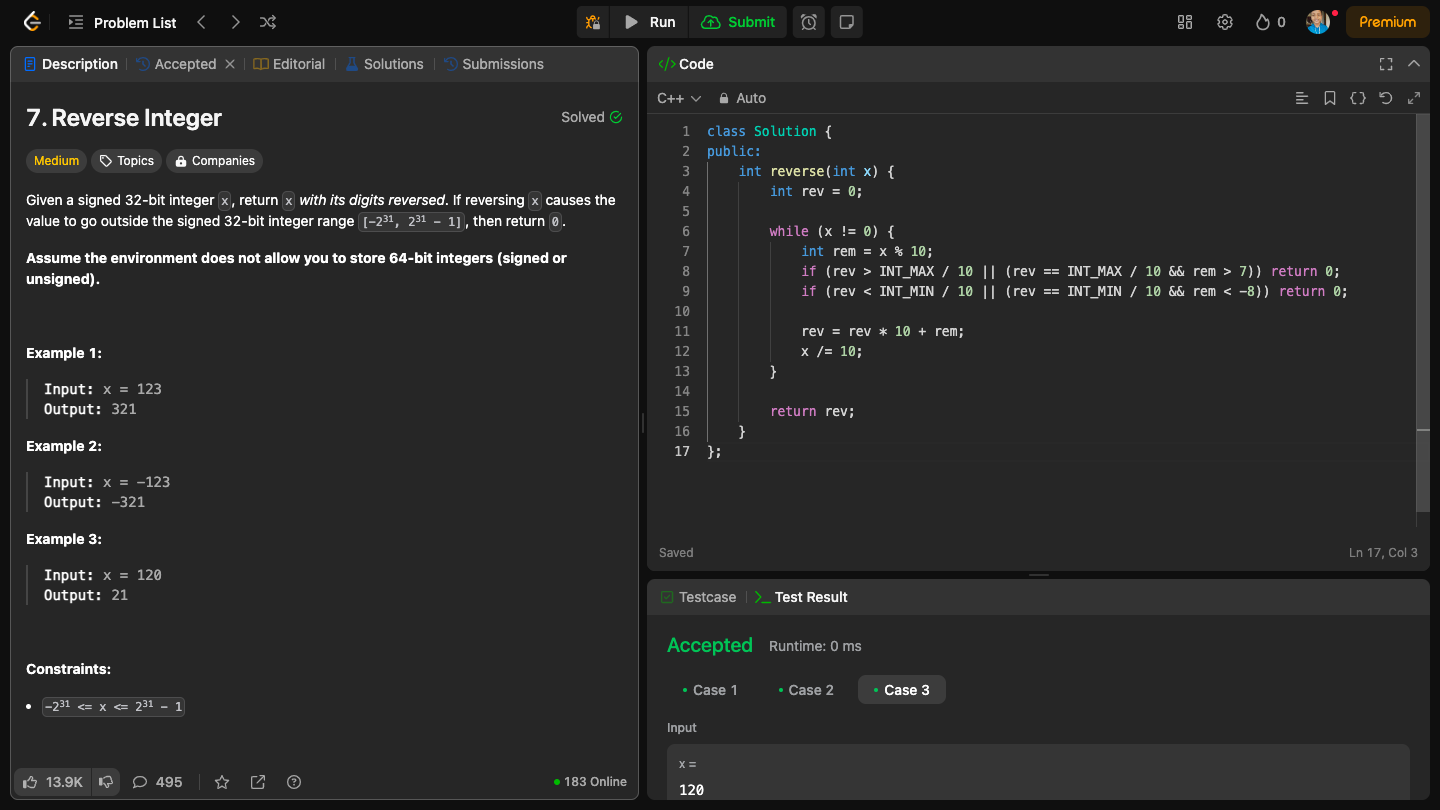 Problem List
Run
Submit
0
Premium
Description
Accepted
Editorial
Solutions
Submissions
7. Reverse Integer
Solved
Medium
Topics
Companies
Given a signed 32-bit integer x, return x with its digits reversed. If reversing x causes the
value to go outside the signed 32-bit integer range [-2³¹, 2³¹ - 1], then return 0.
Assume the environment does not allow you to store 64-bit integers (signed or
unsigned).
Example 1:
Input: x = 123
Output: 321
Example 2:
Input: x = -123
Output: -321
Example 3:
Input: x = 120
Output: 21
Constraints:
• -2³¹ <= x <= 2³¹ - 1
13.9K
495
183 Online
</> Code
C++
Auto
1 class Solution {
2 public:
3     int reverse(int x) {
4         int rev = 0;
5
6         while (x != 0) {
7             int rem = x % 10;
8             if (rev > INT_MAX / 10 || (rev == INT_MAX / 10 && rem > 7)) return 0;
9             if (rev < INT_MIN / 10 || (rev == INT_MIN / 10 && rem < -8)) return 0;
10
11             rev = rev * 10 + rem;
12             x /= 10;
13         }
14
15         return rev;
16     }
17 };
Saved
Ln 17, Col 3
Testcase
Test Result
Accepted
Runtime: 0 ms
• Case 1
• Case 2
• Case 3
Input
x =
120